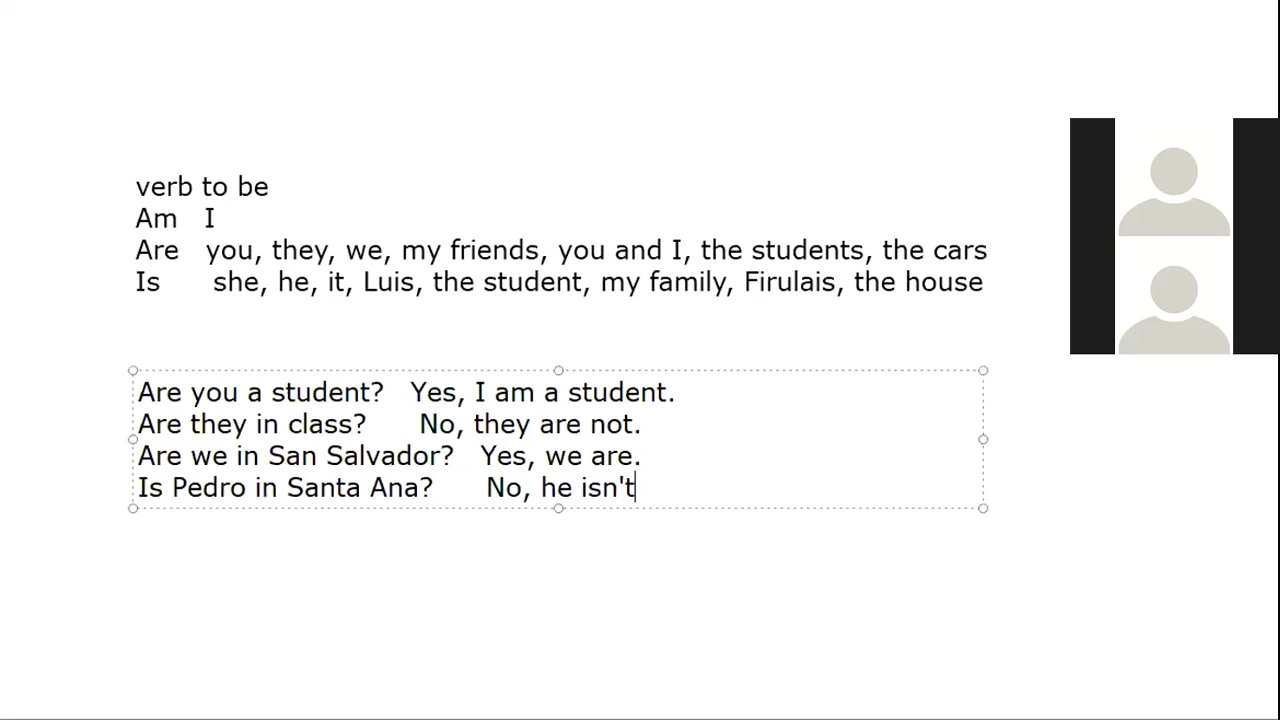 verb to be
Am I
Are you, they, we, my friends, you and I, the students, the cars
Is she, he, it, Luis, the student, my family, Firulais, the house
Are you a student? Yes, I am a student.
Are they in class? No, they are not.
Are we in San Salvador? Yes, we are.
Is Pedro in Santa Ana? No, he isn't